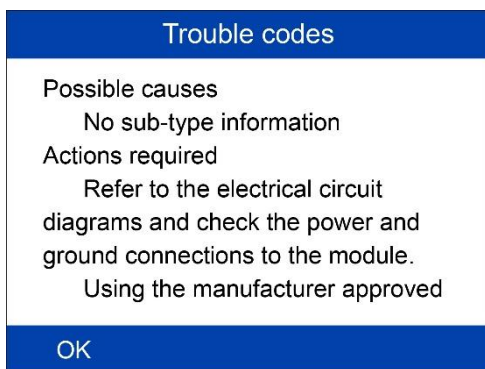 Trouble codes
Possible causes
No sub-type information
Actions required
Refer to the electrical circuit
diagrams and check the power and
ground connections to the module.
Using the manufacturer approved
OK